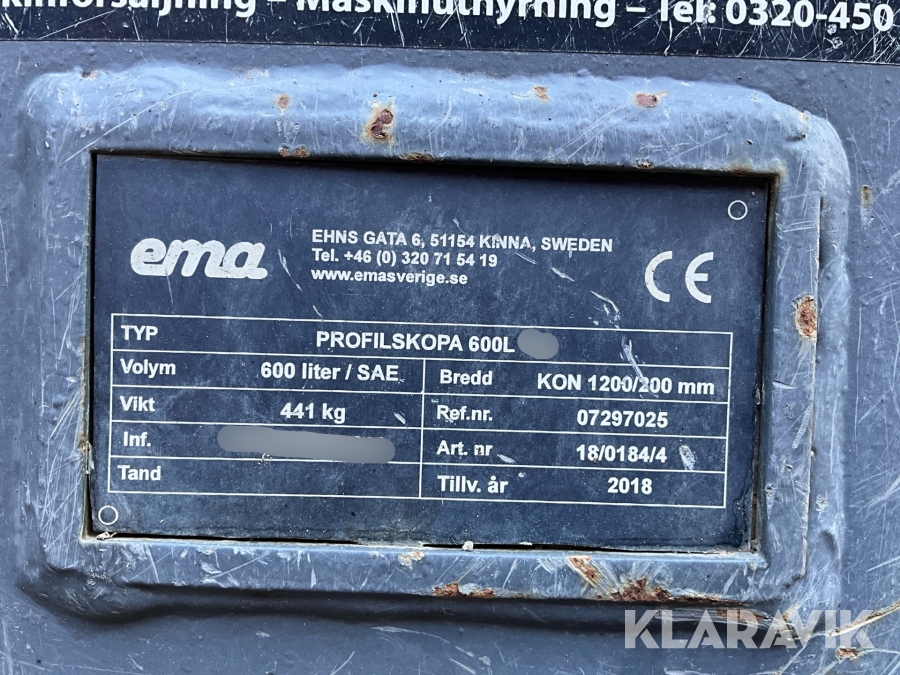 Maskinuthyrning – Tel: 0320-450
ema
EHNS GATA 6, 51154 KINNA, SWEDEN
Tel. +46 (0) 320 71 54 19
www.emasverige.se
CE
TYP PROFILSKOPA 600L
Volym 600 liter / SAE Bredd KON 1200/200 mm
Vikt 441 kg Ref.nr. 07297025
Inf. Art. nr 18/0184/4
Tand Tillv. år 2018
KLARAVIK